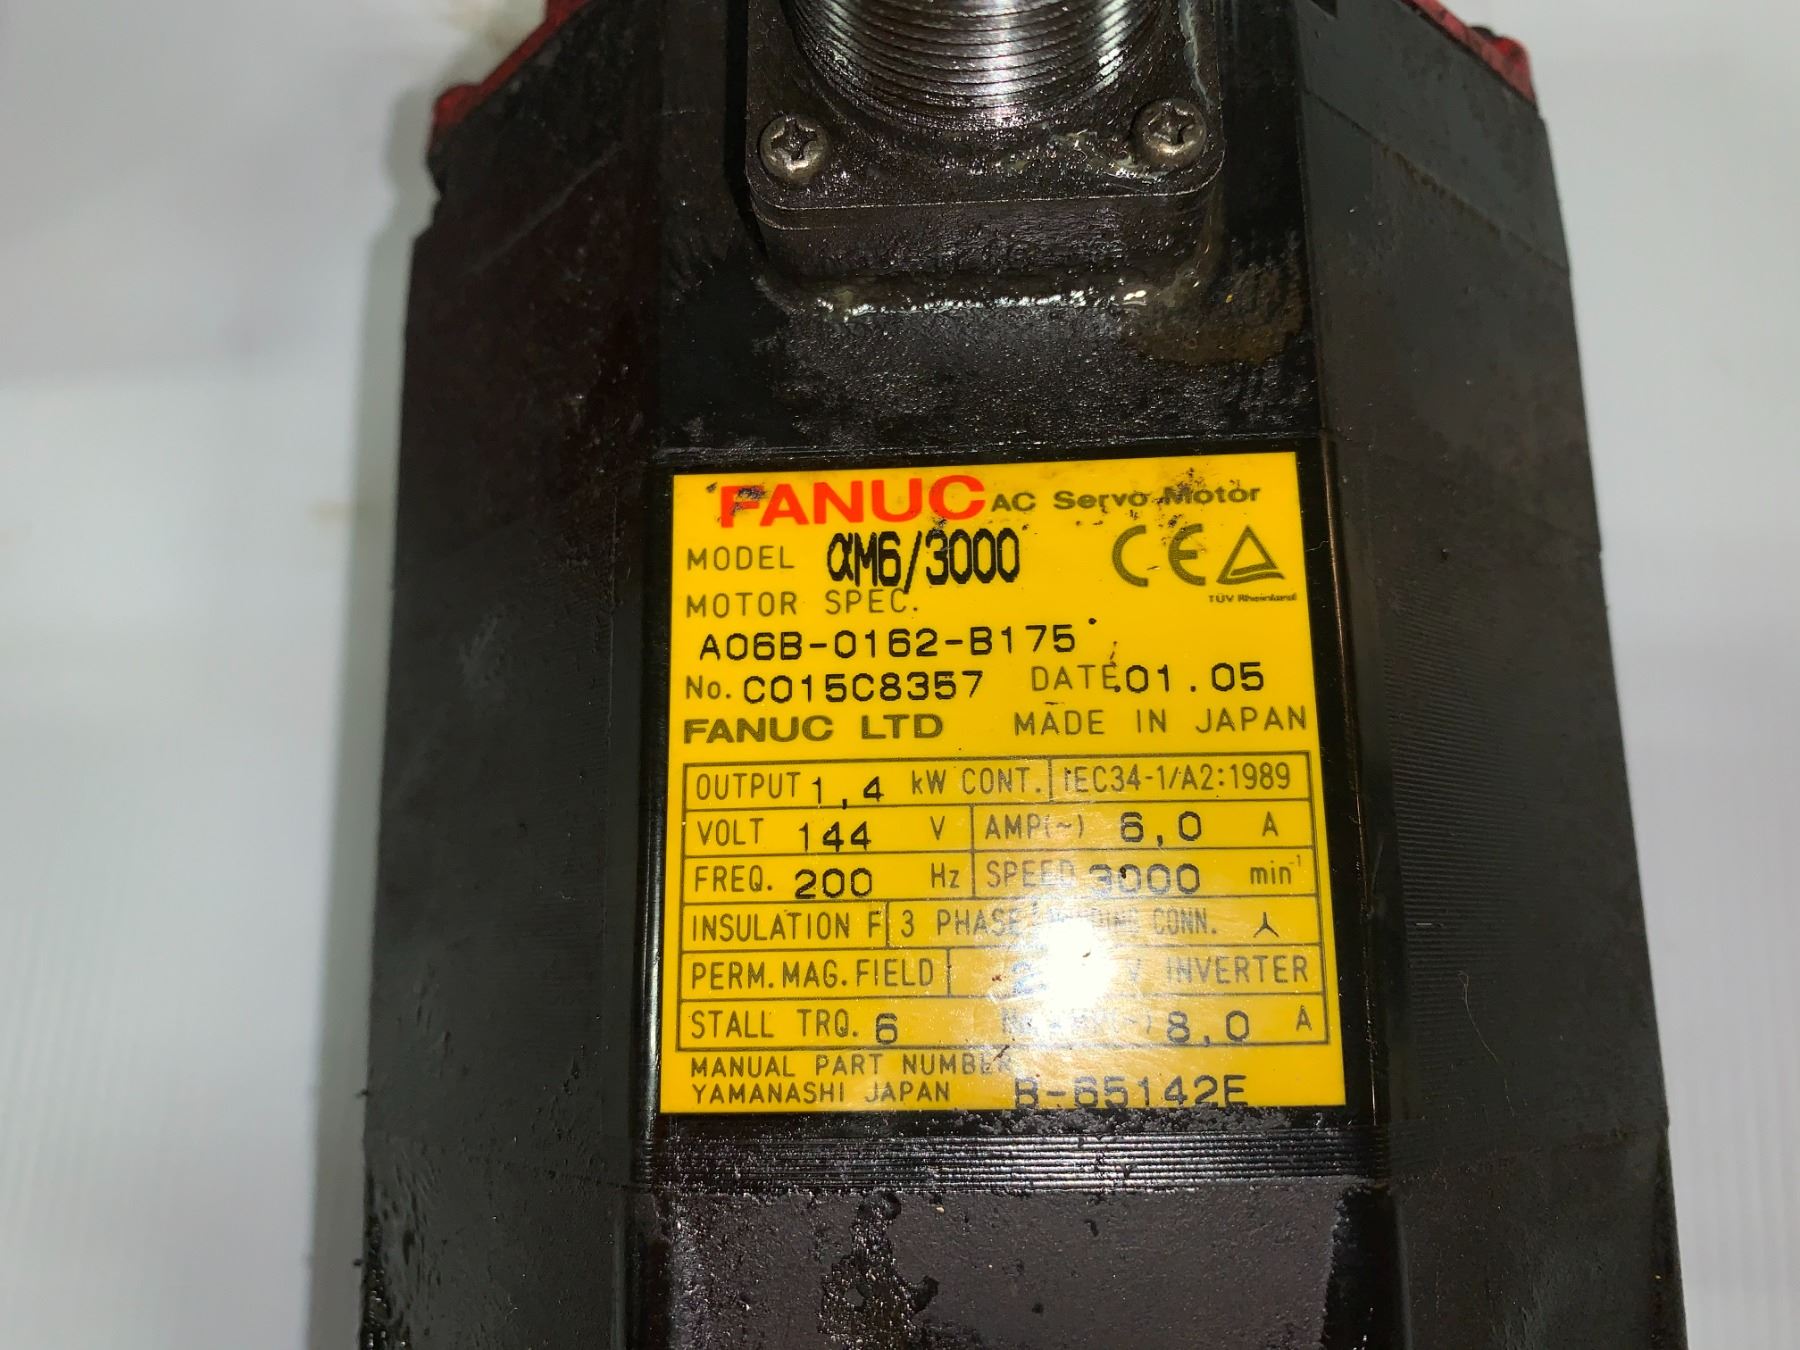 FANUC AC Servo Motor
MODEL αM6/3000 CE
TÜV Rheinland
MOTOR SPEC.
A06B-0162-B175
No. C015C8357 DATE 01.05
FANUC LTD MADE IN JAPAN
OUTPUT 1,4 kW CONT. IEC34-1/A2:1989
VOLT 144 V AMP(~) 6,0 A
FREQ. 200 Hz SPEED 3000 min⁻¹
INSULATION F 3 PHASE CONN.
PERM.MAG.FIELD V INVERTER
STALL TRQ. 6 8,0 A
MANUAL PART NUMBER
YAMANASHI JAPAN B-65142E